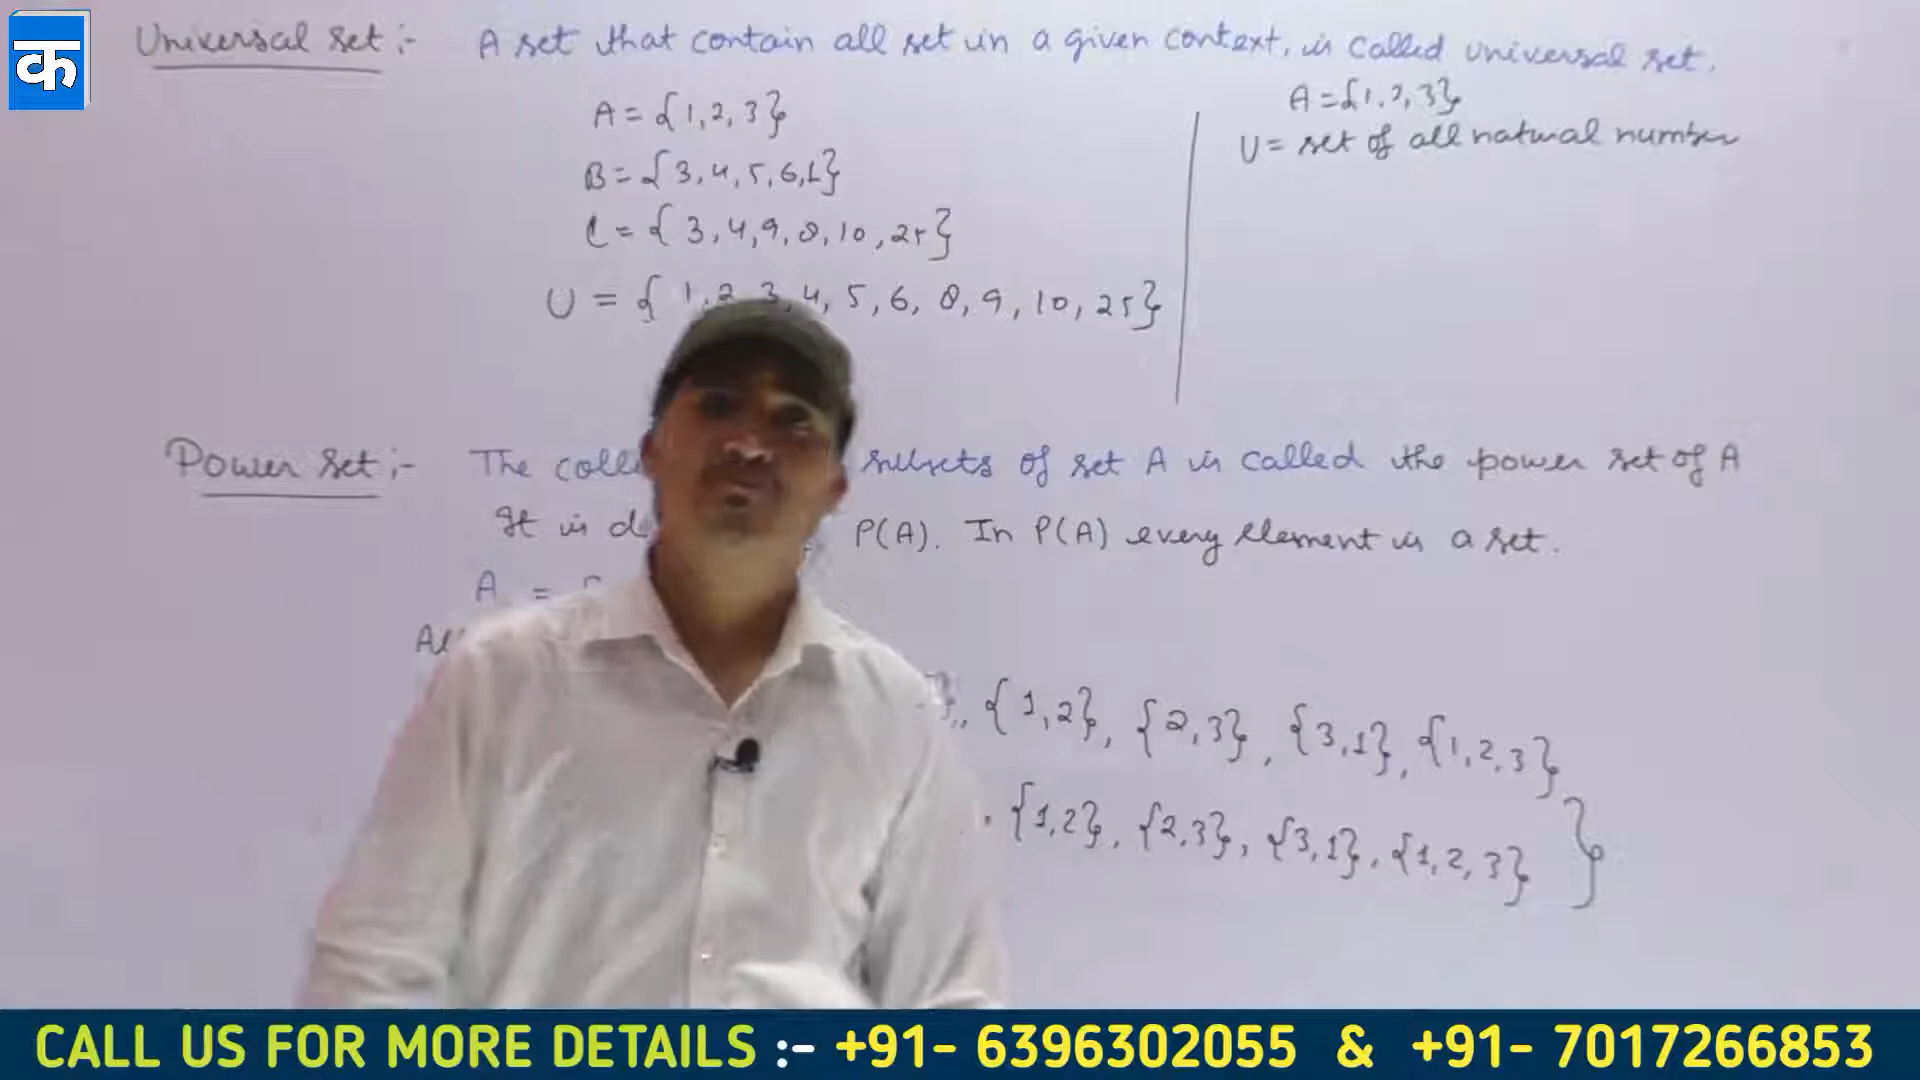 क
Universal set :- A set that contain all set in a given context, is called universal set.
A = {1, 2, 3}
B = {3, 4, 5, 6, 1}
C = {3, 4, 9, 8, 10, 25}
U = { 1, 2, 3, 4, 5, 6, 8, 9, 10, 25}
A = {1, 2, 3}
U = set of all natural number
Power set :- The subsets of set A is called the power set of A
It is P(A). In P(A) every element is a set.
A =
{1,2}, {2,3}, {3,1}, {1,2,3}
{1,2}, {2,3}, {3,1}, {1,2,3} }
CALL US FOR MORE DETAILS :- +91- 6396302055 & +91- 7017266853